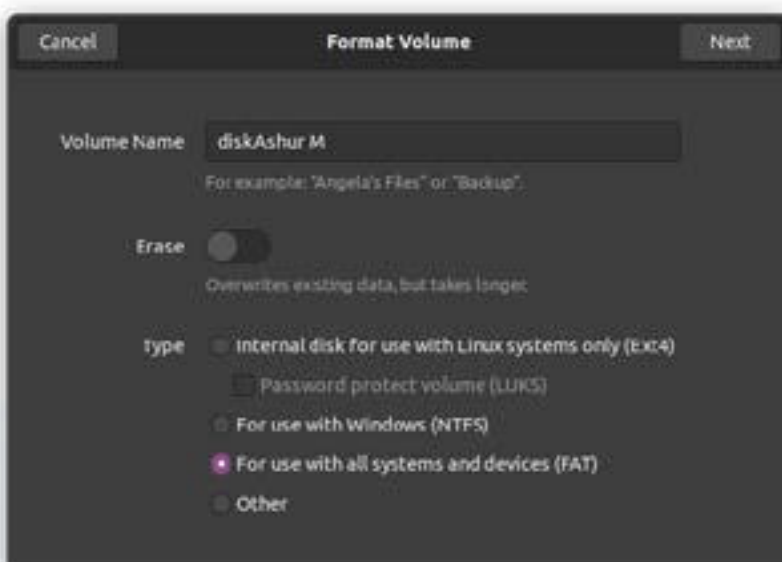 Cancel Format Volume Next
Volume Name diskAshur M
For example: "Angela's Files" or "Backup".
Erase
Overwrites existing data, but takes longer.
Type Internal disk for use with Linux systems only (Ext4)
Password protect volume (LUKS)
For use with Windows (NTFS)
For use with all systems and devices (FAT)
Other